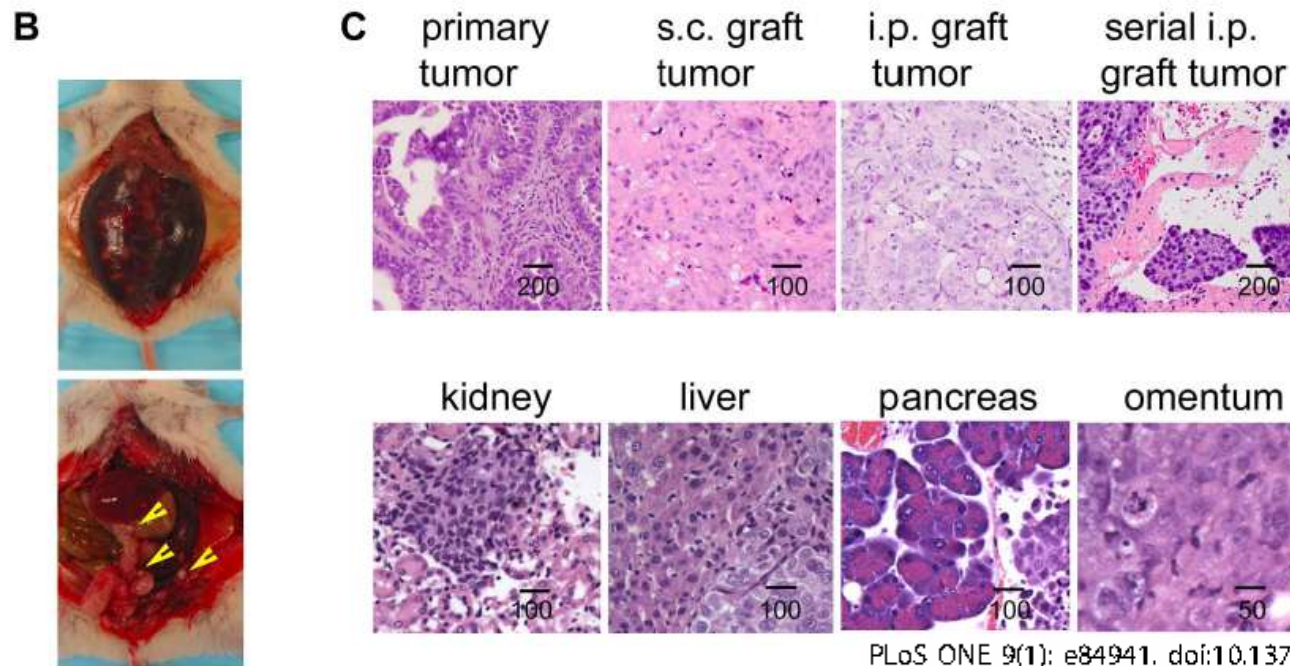 B
C
primary tumor
s.c. graft tumor
i.p. graft tumor
serial i.p. graft tumor
200
100
100
200
kidney
liver
pancreas
omentum
100
100
100
50
PLoS ONE 9(1): e84941. doi:10.137